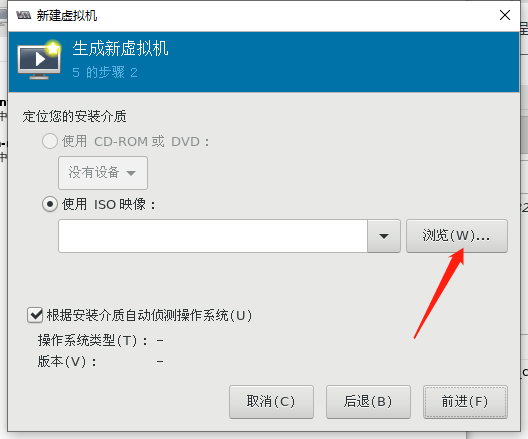 新建虚拟机
生成新虚拟机
5 的步骤 2
定位您的安装介质
使用 CD-ROM 或 DVD：
没有设备
使用 ISO 映像：
浏览(W)...
根据安装介质自动侦测操作系统(U)
操作系统类型(T)： –
版本(V)： –
取消(C) 后退(B) 前进(F)